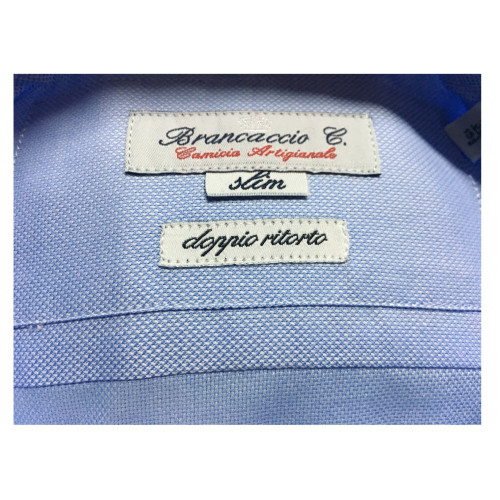 Brancaccio C.
Camicia Artigianale
slim
doppio ritorto